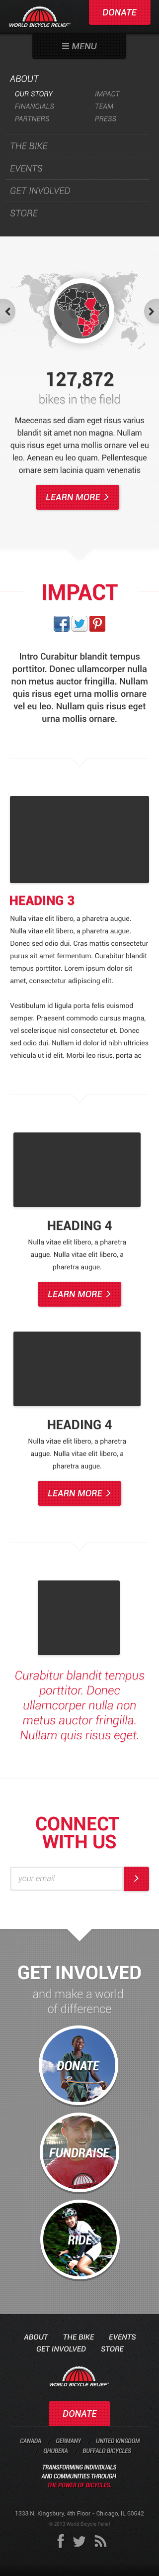 WORLD BICYCLE RELIEF
DONATE
MENU
ABOUT
OUR STORY
IMPACT
FINANCIALS
TEAM
PARTNERS
PRESS
THE BIKE
EVENTS
GET INVOLVED
STORE
127,872
bikes in the field
Maecenas sed diam eget risus varius
blandit sit amet non magna. Nullam
quis risus eget urna mollis ornare vel eu
leo. Aenean eu leo quam. Pellentesque
ornare sem lacinia quam venenatis
LEARN MORE
IMPACT
Intro Curabitur blandit tempus
porttitor. Donec ullamcorper nulla
non metus auctor fringilla. Nullam
quis risus eget urna mollis ornare
vel eu leo. Nullam quis risus eget
urna mollis ornare.
HEADING 3
Nulla vitae elit libero, a pharetra augue.
Nulla vitae elit libero, a pharetra augue.
Donec sed odio dui. Cras mattis consectetur
purus sit amet fermentum. Curabitur blandit
tempus porttitor. Lorem ipsum dolor sit
amet, consectetur adipiscing elit.
Vestibulum id ligula porta felis euismod
semper. Praesent commodo cursus magna,
vel scelerisque nisl consectetur et. Donec
sed odio dui. Nullam id dolor id nibh ultricies
vehicula ut id elit. Morbi leo risus, porta ac
HEADING 4
Nulla vitae elit libero, a pharetra
augue. Nulla vitae elit libero, a
pharetra augue.
LEARN MORE
HEADING 4
Nulla vitae elit libero, a pharetra
augue. Nulla vitae elit libero, a
pharetra augue.
LEARN MORE
Curabitur blandit tempus
porttitor. Donec
ullamcorper nulla non
metus auctor fringilla.
Nullam quis risus eget.
CONNECT
WITH US
your email
GET INVOLVED
and make a world
of difference
DONATE
FUNDRAISE
RIDE
ABOUT THE BIKE EVENTS
GET INVOLVED STORE
WORLD BICYCLE RELIEF
DONATE
CANADA GERMANY UNITED KINGDOM
QHUBEKA BUFFALO BICYCLES
TRANSFORMING INDIVIDUALS
AND COMMUNITIES THROUGH
THE POWER OF BICYCLES.
1333 N. Kingsbury, 4th Floor - Chicago, IL 60642
© 2013 World Bicycle Relief